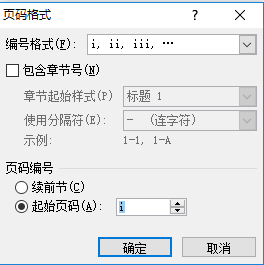 页码格式
编号格式(F): i, ii, iii, …
包含章节号(N)
章节起始样式(P) 标题 1
使用分隔符(E): - (连字符)
示例: 1-1, 1-A
页码编号
续前节(C)
起始页码(A): i
确定 取消